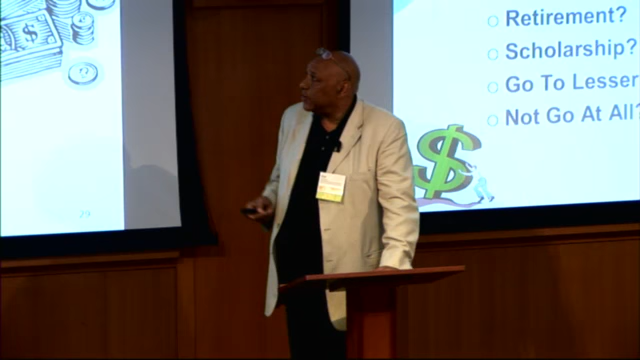 Retirement?
Scholarship?
Go To Lesser
Not Go At All?